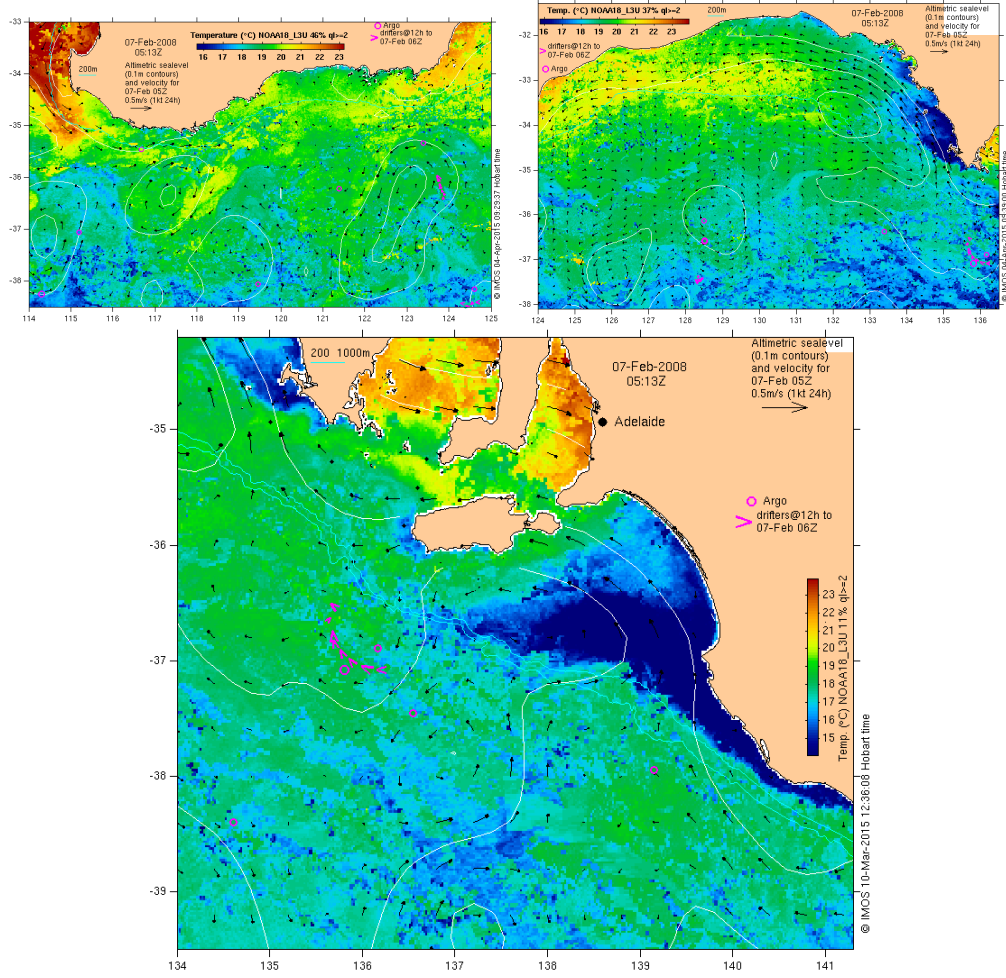 -33
-34
-35
-36
-37
-38
114 115 116 117 118 119 120 121 122 123 124 125
07-Feb-2008
05:13Z
Temperature (°C) NOAA18_L3U 46% ql>=2
16 17 18 19 20 21 22 23
Argo
drifters@12h to
07-Feb 06Z
200m
Altimetric sealevel
(0.1m contours)
and velocity for
07-Feb 05Z
0.5m/s (1kt 24h)
© IMOS 04-Apr-2015 09:29:37 Hobart time
-32
-33
-34
-35
-36
-37
-38
124 125 126 127 128 129 130 131 132 133 134 135 136
Temp. (°C) NOAA18_L3U 37% ql>=2
16 17 18 19 20 21 22 23
200m
drifters@12h to
07-Feb 06Z
Argo
07-Feb-2008
05:13Z
Altimetric sealevel
(0.1m contours)
and velocity for
07-Feb 05Z
0.5m/s (1kt 24h)
Hobart time
200 1000m
07-Feb-2008
05:13Z
Altimetric sealevel
(0.1m contours)
and velocity for
07-Feb 05Z
0.5m/s (1kt 24h)
Adelaide
Argo
drifters@12h to
07-Feb 06Z
-35
-36
-37
-38
-39
134 135 136 137 138 139 140 141
23
22
21
20
19
18
17
16
15
Temp. (°C) NOAA18_L3U 11% ql>=2
© IMOS 10-Mar-2015 12:36:08 Hobart time